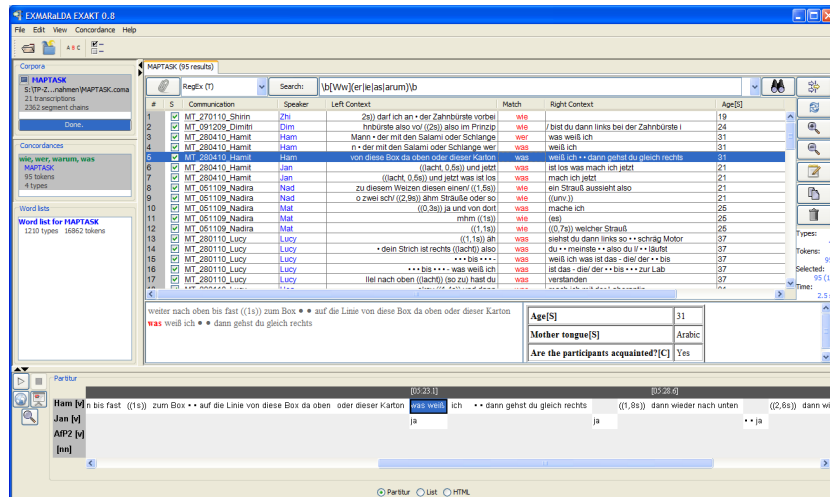 EXMARaLDA EXAKT 0.8
File Edit View Concordance Help
A B C
Corpora
MAPTASK
S:\TP-Z...nahmen\MAPTASK.coma
21 transcriptions
2362 segment chains
Done.
Concordances
wie, wer, warum, was
MAPTASK
95 tokens
4 types
Word lists
Word list for MAPTASK
1210 types 16862 tokens
MAPTASK (95 results)
RegEx (T) Search: \b[Ww](er|ie|as|arum)\b
# S Communication Speaker Left Context Match Right Context Age[S]
1 MT_270110_Shirin Zhi 2s)) darf ich an • der Zahnbürste vorbei wie 19
2 MT_091209_Dimitri Dim hnbürste also vo/ ((2s)) also im Prinzip wie / bist du dann links bei der Zahnbürste i 24
3 MT_280410_Hamit Ham Mann • der mit den Salami oder Schlange wer was weiß ich 31
4 MT_280410_Hamit Ham n • der mit den Salami oder Schlange wer was weiß ich 31
5 MT_280410_Hamit Ham von diese Box da oben oder dieser Karton was weiß ich • • dann gehst du gleich rechts 31
6 MT_280410_Hamit Jan ((lacht, 0,5s)) und jetzt was ist los was mach ich jetzt 21
7 MT_280410_Hamit Jan ((lacht, 0,5s)) und jetzt was ist los was mach ich jetzt 21
8 MT_051109_Nadira Nad zu diesem Weizen diesen einen/ ((1,5s)) wie ein Strauß aussieht also 21
9 MT_051109_Nadira Nad o zwei sch/ ((2,9s)) ähm Sträuße oder so was ((unv.)) 21
10 MT_051109_Nadira Mat ((0,3s)) ja und von dort was mache ich 25
11 MT_051109_Nadira Mat mhm ((1s)) wie (es) 25
12 MT_051109_Nadira Mat ((1,1s)) was ((0,7s)) welcher Strauß 25
13 MT_280110_Lucy Lucy ((1,1s)) äh was siehst du dann links so • • schräg Motor 37
14 MT_280110_Lucy Lucy • dein Strich ist rechts ((lacht)) also was du • • meinste • • also du l/ • • läufst 37
15 MT_280110_Lucy Lucy • • • bis • • • - was weiß ich was ist das - die/ der • • bis 37
16 MT_280110_Lucy Lucy • • • bis • • • - was weiß ich was ist das - die/ der • • bis • • • zur Lab 37
17 MT_280110_Lucy Lucy llel nach oben ((lacht)) (so zu) hast du was verstanden 37
Types:
Tokens:
Selected:
95 (1
Time:
2.5
weiter nach oben bis fast ((1s)) zum Box • • auf die Linie von diese Box da oben oder dieser Karton
was weiß ich • • dann gehst du gleich rechts
Age[S] 31
Mother tongue[S] Arabic
Are the participants acquainted?[C] Yes
Partitur
[05:23.1] [05:28.6]
Ham [v] n bis fast ((1s)) zum Box • • auf die Linie von diese Box da oben oder dieser Karton was weiß ich • • dann gehst du gleich rechts ((1,8s)) dann wieder nach unten ((2,6s)) dann wi
Jan [v] ja ja • • ja
AfP2 [v]
[nn]
Partitur List HTML